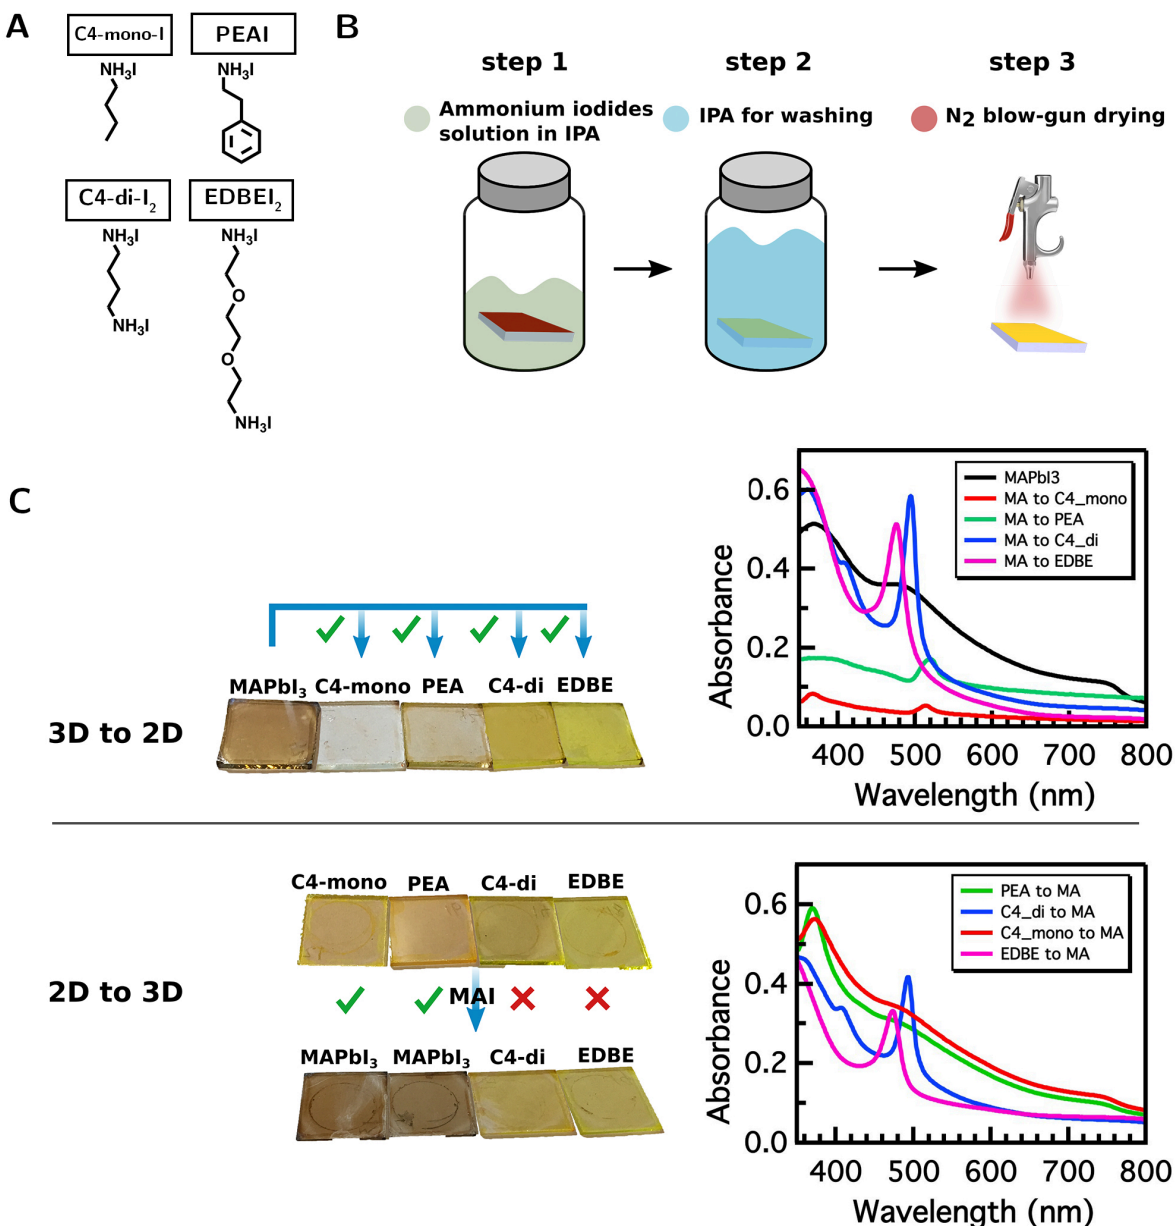 A
C4-mono-I
PEAI
NH3I
NH3I
C4-di-I2
EDBEI2
NH3I
NH3I
NH3I
O
O
NH3I
B
step 1
step 2
step 3
Ammonium iodides
solution in IPA
IPA for washing
N2 blow-gun drying
C
3D to 2D
MAPbI3
C4-mono
PEA
C4-di
EDBE
Absorbance
0.6
0.4
0.2
0.0
400
500
600
700
800
Wavelength (nm)
MAPbI3
MA to C4_mono
MA to PEA
MA to C4_di
MA to EDBE
2D to 3D
C4-mono
PEA
C4-di
EDBE
MAI
MAPbI3
MAPbI3
C4-di
EDBE
Absorbance
0.6
0.4
0.2
0.0
400
500
600
700
800
Wavelength (nm)
PEA to MA
C4_di to MA
C4_mono to MA
EDBE to MA